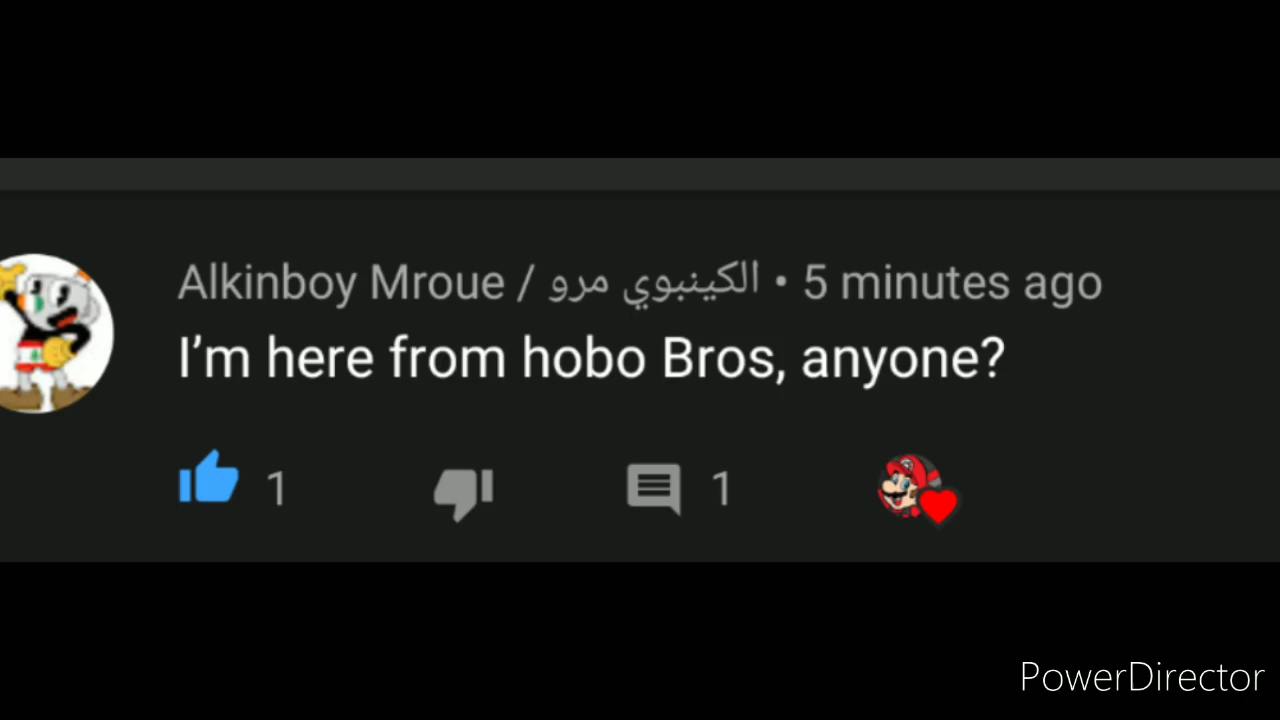 Alkinboy Mroue / الكينبوي مرو • 5 minutes ago
I’m here from hobo Bros, anyone?
1
1
PowerDirector